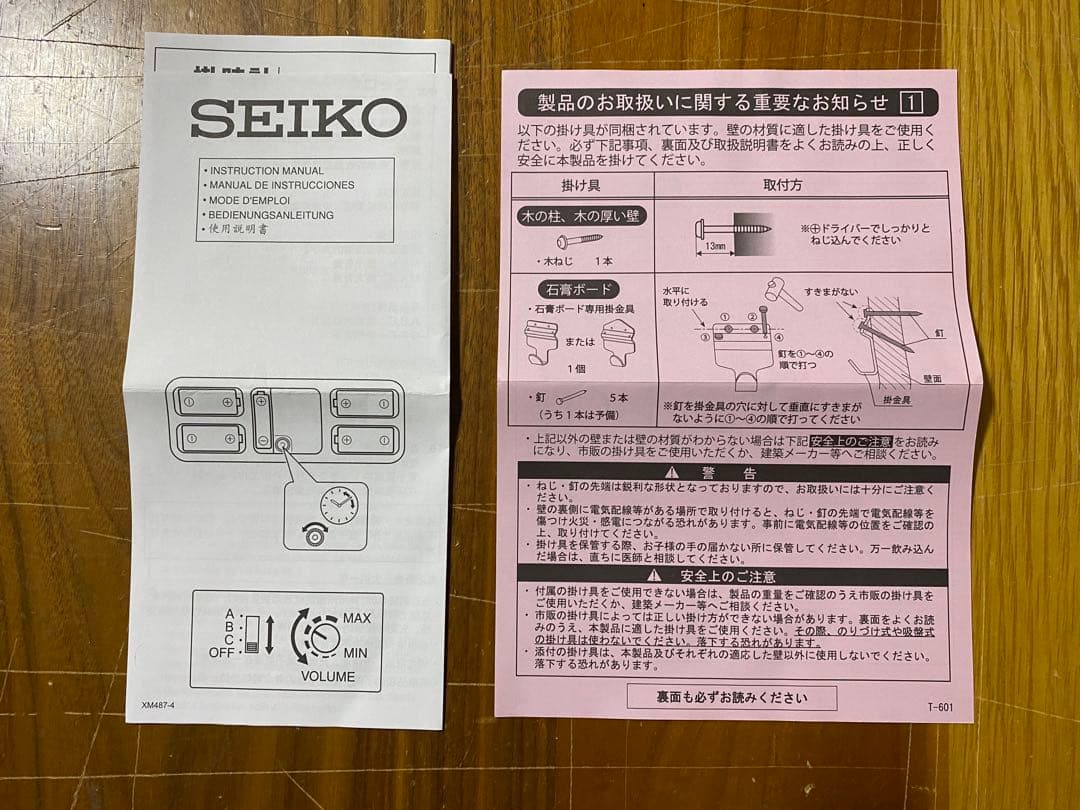 SEIKO
• INSTRUCTION MANUAL
• MANUAL DE INSTRUCCIONES
• MODE D'EMPLOI
• BEDIENUNGSANLEITUNG
• 使用説明書
A
B
C
OFF
MAX
MIN
VOLUME
XM487-4
製品のお取扱いに関する重要なお知らせ 1
以下の掛け具が同梱されています。壁の材質に適した掛け具をご使用く
ださい。必ず下記事項、裏面及び取扱説明書をよくお読みの上、正しく
安全に本製品を掛けてください。
掛け具
取付方
木の柱、木の厚い壁
・木ねじ 1本
13mm
※⊕ドライバーでしっかりと
ねじ込んでください
石膏ボード
・石膏ボード専用掛金具
または
1個
・釘 5本
（うち1本は予備）
水平に
取り付ける
① ②
③ ④
釘を①〜④の
順で打つ
すきまがない
釘
壁面
掛金具
※釘を掛金具の穴に対して垂直にすきまが
ないように①〜④の順で打ってください
・上記以外の壁または壁の材質がわからない場合は下記安全上のご注意をお読み
になり、市販の掛け具をご使用いただくか、建築メーカー等へご相談ください。
警 告
・ねじ・釘の先端は鋭利な形状となっておりますので、お取扱いには十分にご注意く
ださい。
・壁の裏側に電気配線等がある場所で取り付けると、ねじ・釘の先端で電気配線等を
傷つけ火災・感電につながる恐れがあります。事前に電気配線等の位置をご確認の
上、取り付けてください。
・掛け具を保管する際、お子様の手の届かない所に保管してください。万一飲み込ん
だ場合は、直ちに医師と相談してください。
安全上のご注意
・付属の掛け具をご使用できない場合は、製品の重量をご確認のうえ市販の掛け具を
ご使用いただくか、建築メーカー等へご相談ください。
・市販の掛け具によっては正しい掛け方ができない場合があります。裏面をよくお読
みのうえ、本製品に適した掛け具をご使用ください。その際、のりづけ式や吸盤式
の掛け具は使わないでください。落下する恐れがあります。
・添付の掛け具は、本製品及びそれぞれの適応した壁以外に使用しないでください。
落下する恐れがあります。
裏面も必ずお読みください
T-601